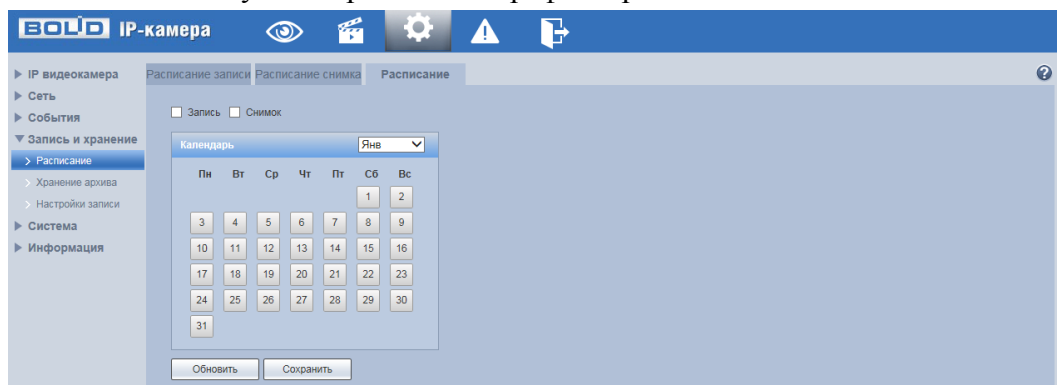 BOLID IP-камера
Расписание записи Расписание снимка Расписание
IP видеокамера
Сеть
События
Запись и хранение
Расписание
Хранение архива
Настройки записи
Система
Информация
Запись Снимок
Календарь Янв
Пн Вт Ср Чт Пт Сб Вс
1 2
3 4 5 6 7 8 9
10 11 12 13 14 15 16
17 18 19 20 21 22 23
24 25 26 27 28 29 30
31
Обновить Сохранить